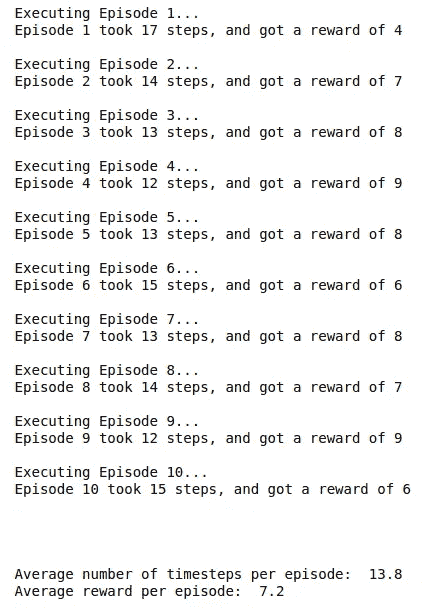 Executing Episode 1...
Episode 1 took 17 steps, and got a reward of 4
Executing Episode 2...
Episode 2 took 14 steps, and got a reward of 7
Executing Episode 3...
Episode 3 took 13 steps, and got a reward of 8
Executing Episode 4...
Episode 4 took 12 steps, and got a reward of 9
Executing Episode 5...
Episode 5 took 13 steps, and got a reward of 8
Executing Episode 6...
Episode 6 took 15 steps, and got a reward of 6
Executing Episode 7...
Episode 7 took 13 steps, and got a reward of 8
Executing Episode 8...
Episode 8 took 14 steps, and got a reward of 7
Executing Episode 9...
Episode 9 took 12 steps, and got a reward of 9
Executing Episode 10...
Episode 10 took 15 steps, and got a reward of 6
Average number of timesteps per episode:  13.8
Average reward per episode:  7.2